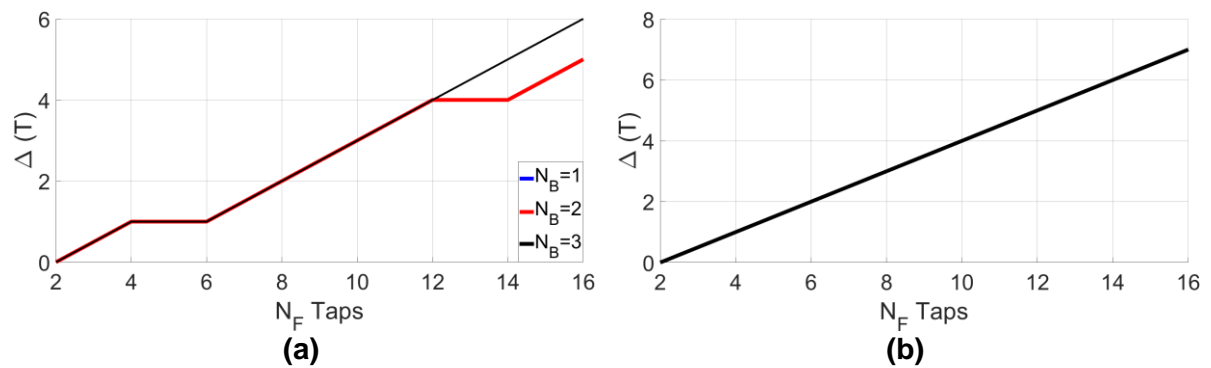 6
4
2
0
Δ (T)
2 4 6 8 10 12 14 16
N_F Taps
N_B=1
N_B=2
N_B=3
(a)
8
6
4
2
0
Δ (T)
2 4 6 8 10 12 14 16
N_F Taps
(b)